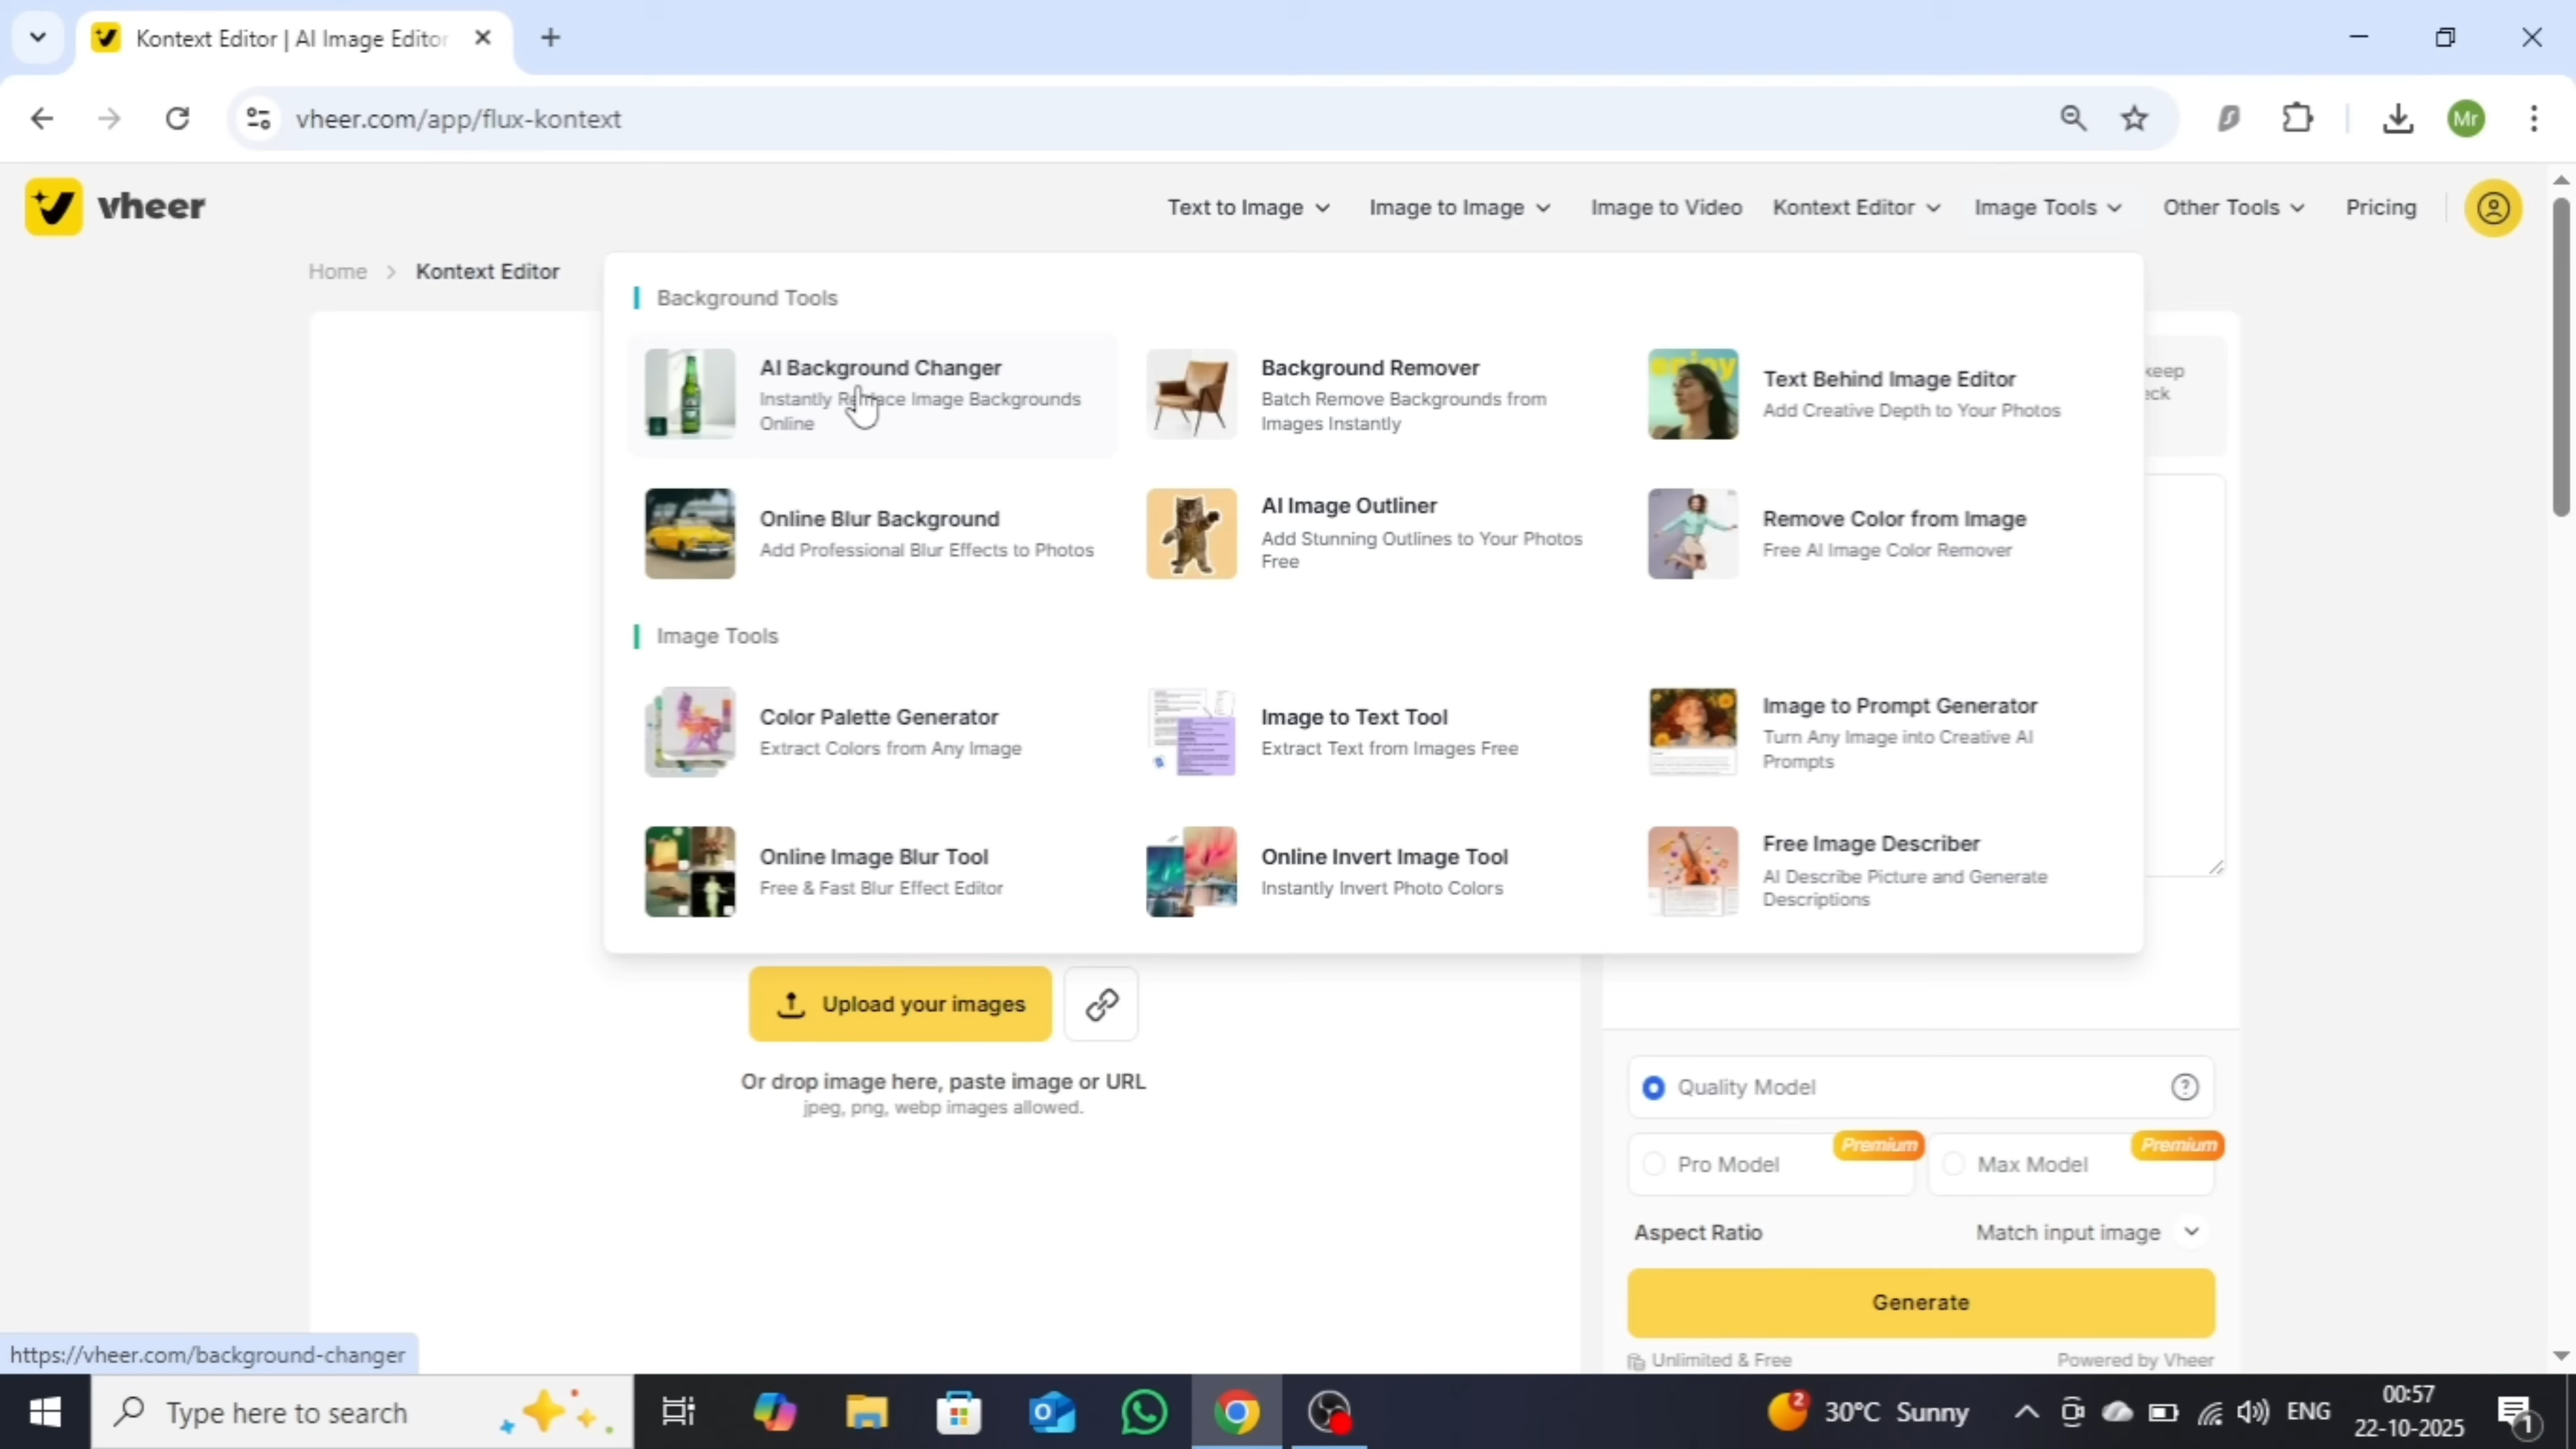 Kontext Editor | AI Image Editor
vheer.com/app/flux-kontext
Mr
vheer
Text to Image
Image to Image
Image to Video
Kontext Editor
Image Tools
Other Tools
Pricing
Home > Kontext Editor
Background Tools
AI Background Changer
Instantly Replace Image Backgrounds
Online
Background Remover
Batch Remove Backgrounds from
Images Instantly
Text Behind Image Editor
Add Creative Depth to Your Photos
keep
Online Blur Background
Add Professional Blur Effects to Photos
AI Image Outliner
Add Stunning Outlines to Your Photos
Free
Remove Color from Image
Free AI Image Color Remover
Image Tools
Color Palette Generator
Extract Colors from Any Image
Image to Text Tool
Extract Text from Images Free
Image to Prompt Generator
Turn Any Image into Creative AI
Prompts
Online Image Blur Tool
Free & Fast Blur Effect Editor
Online Invert Image Tool
Instantly Invert Photo Colors
Free Image Describer
AI Describe Picture and Generate
Descriptions
Upload your images
Or drop image here, paste image or URL
jpeg, png, webp images allowed.
Quality Model
Pro Model
Premium
Max Model
Premium
Aspect Ratio
Match input image
Generate
Unlimited & Free
Powered by Vheer
https://vheer.com/background-changer
Type here to search
2
30°C Sunny
ENG
00:57
22-10-2025
1